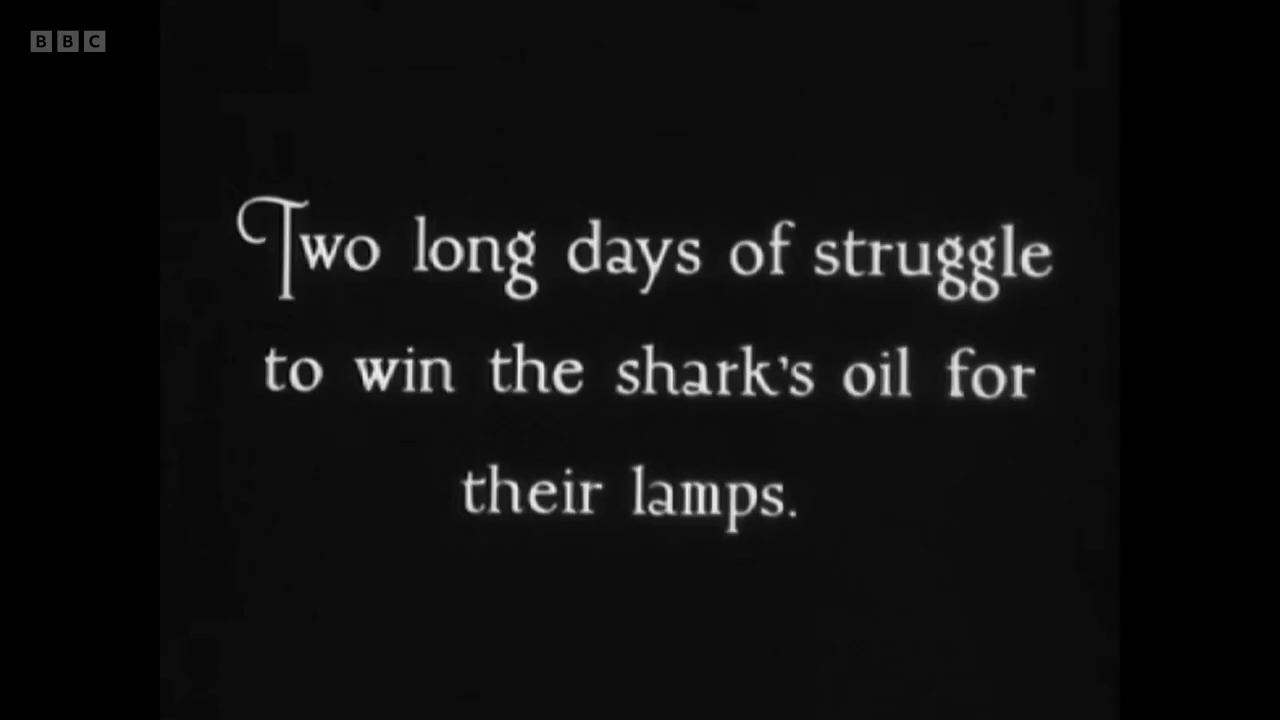 BBC
Two long days of struggle
to win the shark's oil for
their lamps.